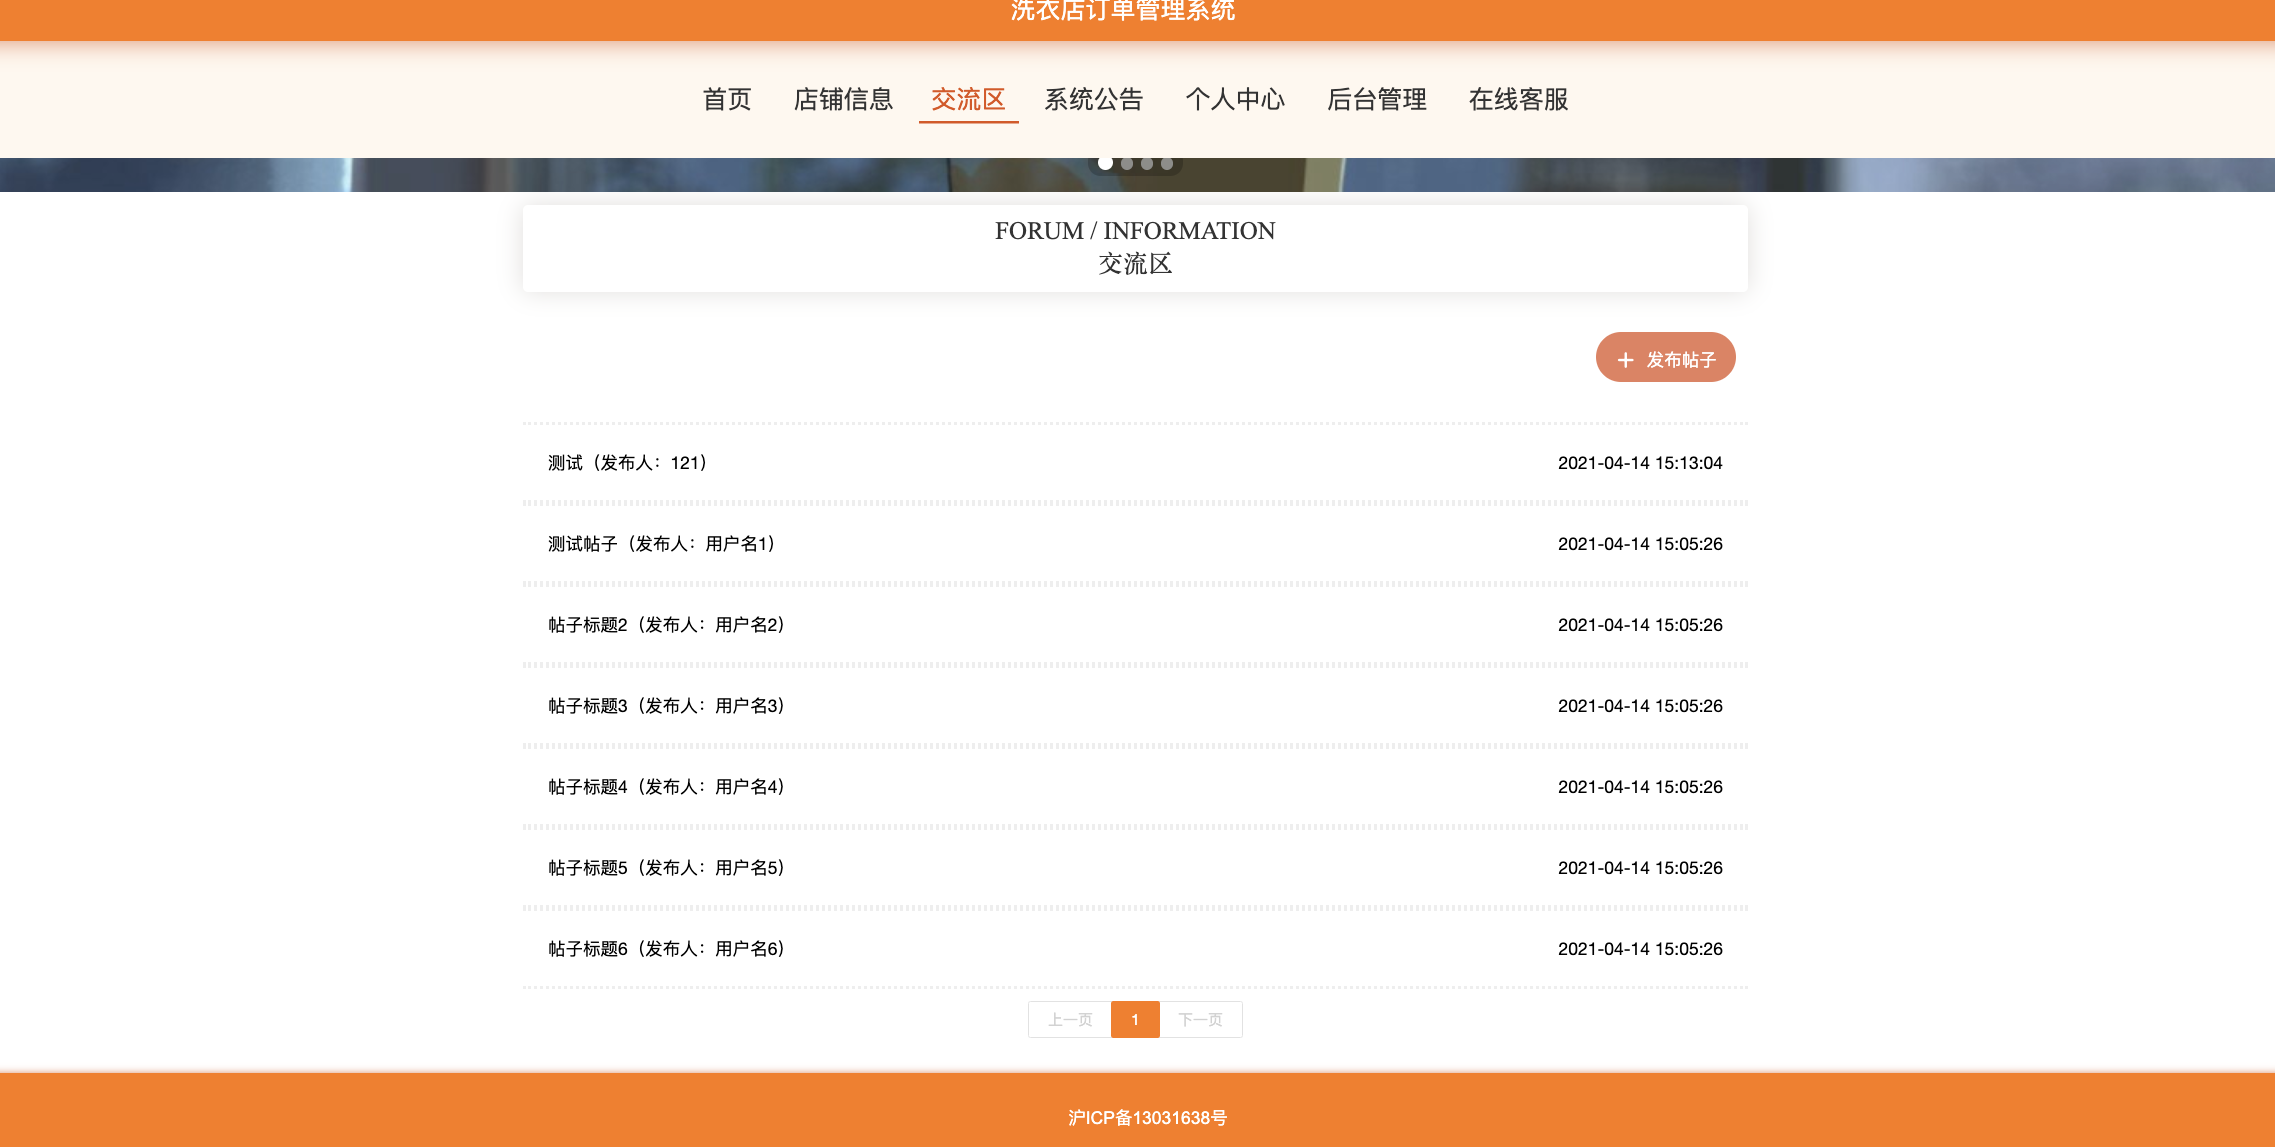 洗衣店订单管理系统
首页 店铺信息 交流区 系统公告 个人中心 后台管理 在线客服
FORUM / INFORMATION
交流区
+ 发布帖子
测试（发布人：121） 2021-04-14 15:13:04
测试帖子（发布人：用户名1） 2021-04-14 15:05:26
帖子标题2（发布人：用户名2） 2021-04-14 15:05:26
帖子标题3（发布人：用户名3） 2021-04-14 15:05:26
帖子标题4（发布人：用户名4） 2021-04-14 15:05:26
帖子标题5（发布人：用户名5） 2021-04-14 15:05:26
帖子标题6（发布人：用户名6） 2021-04-14 15:05:26
上一页 1 下一页
沪ICP备13031638号